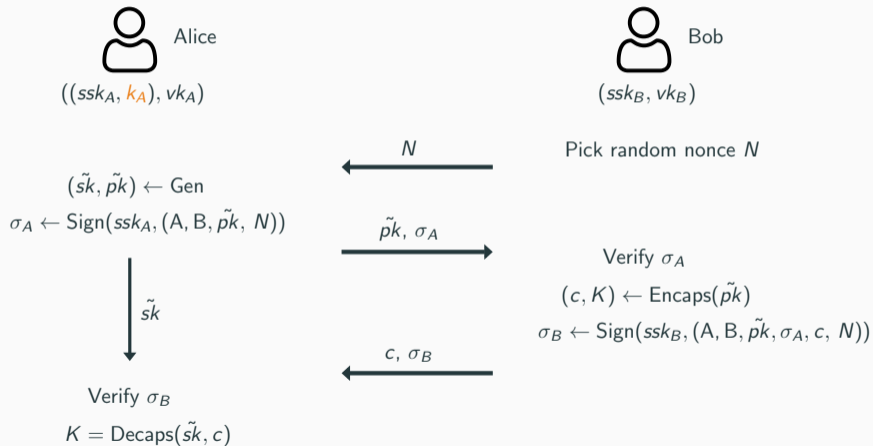 Alice
Bob
((ssk_A, k_A), vk_A)
(ssk_B, vk_B)
N
Pick random nonce N
(s̃k, p̃k) ← Gen
σ_A ← Sign(ssk_A, (A, B, p̃k, N))
p̃k, σ_A
Verify σ_A
(c, K) ← Encaps(p̃k)
s̃k
σ_B ← Sign(ssk_B, (A, B, p̃k, σ_A, c, N))
c, σ_B
Verify σ_B
K = Decaps(s̃k, c)